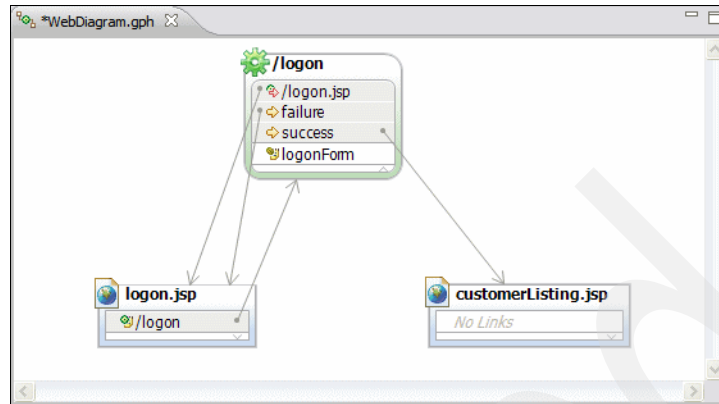 *WebDiagram.gph
/logon
/logon.jsp
failure
success
logonForm
logon.jsp
/logon
customerListing.jsp
No Links